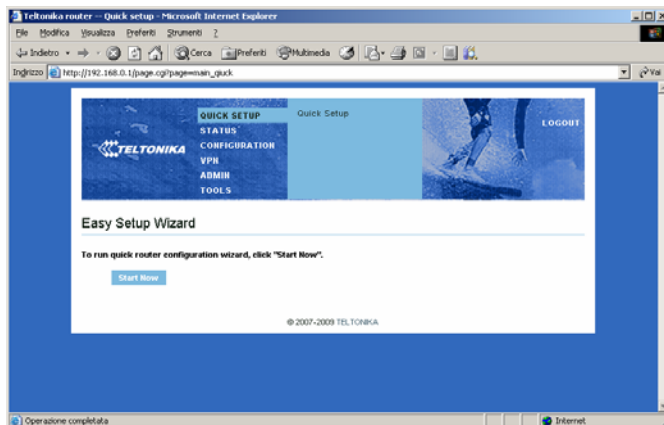 Teltonika router -- Quick setup - Microsoft Internet Explorer
File Modifica Visualizza Preferiti Strumenti ?
Indietro Cerca Preferiti Multimedia
Indirizzo http://192.168.0.1/page.cgi?page=main_qiuck Vai
TELTONIKA
QUICK SETUP
STATUS
CONFIGURATION
VPN
ADMIN
TOOLS
Quick Setup
LOGOUT
Easy Setup Wizard
To run quick router configuration wizard, click "Start Now".
Start Now
© 2007-2009 TELTONIKA
Operazione completata Internet